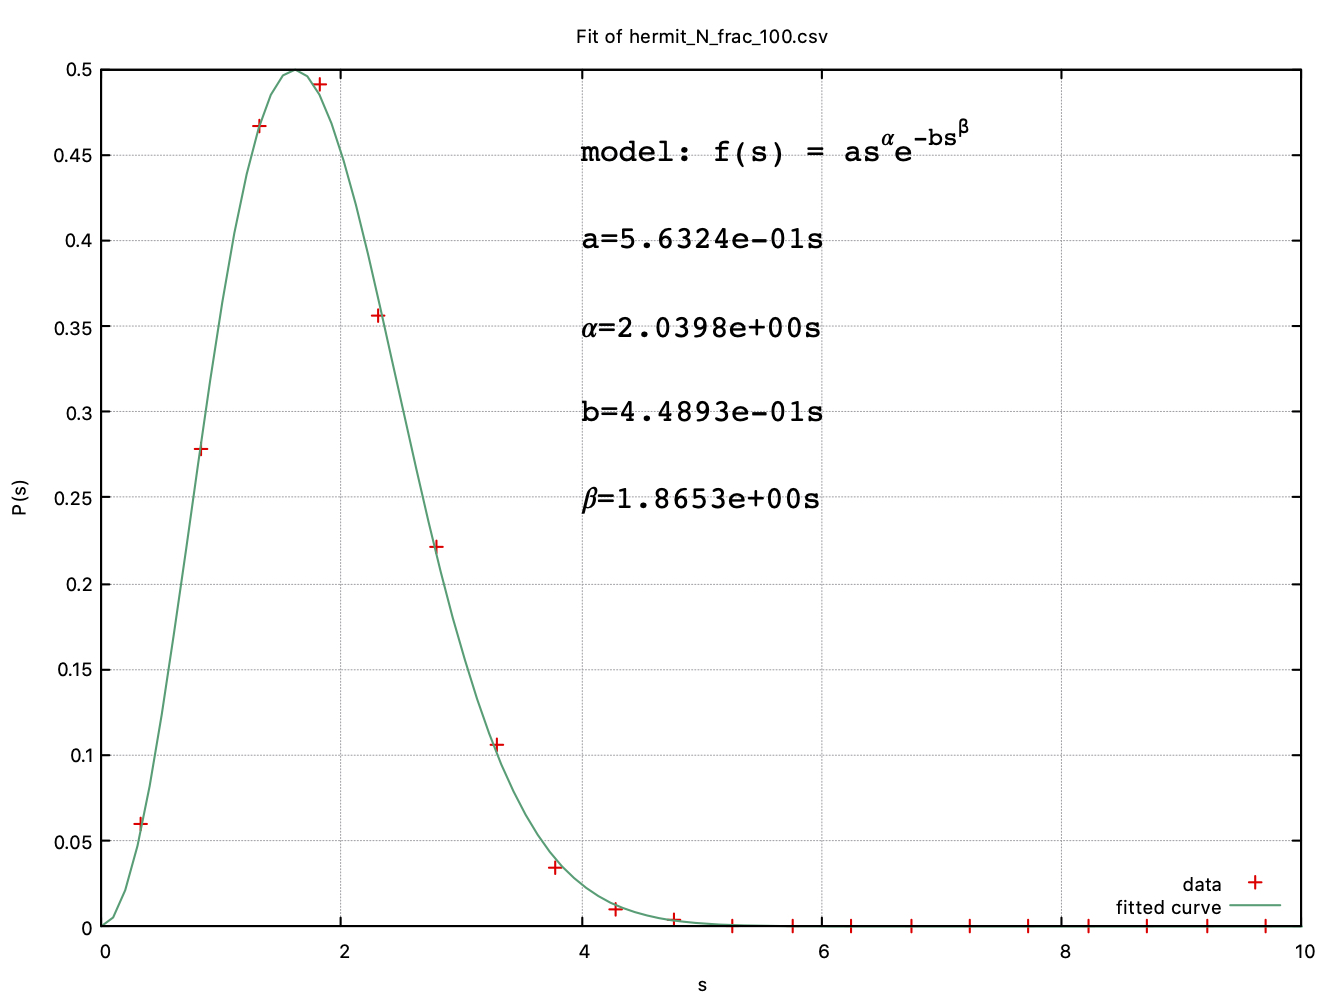 Fit of hermit_N_frac_100.csv
0.5
0.45
0.4
0.35
0.3
0.25
0.2
0.15
0.1
0.05
0
P(s)
model: f(s) = as^αe^-bs^β
a=5.6324e-01s
α=2.0398e+00s
b=4.4893e-01s
β=1.8653e+00s
data
fitted curve
0 2 4 6 8 10
s